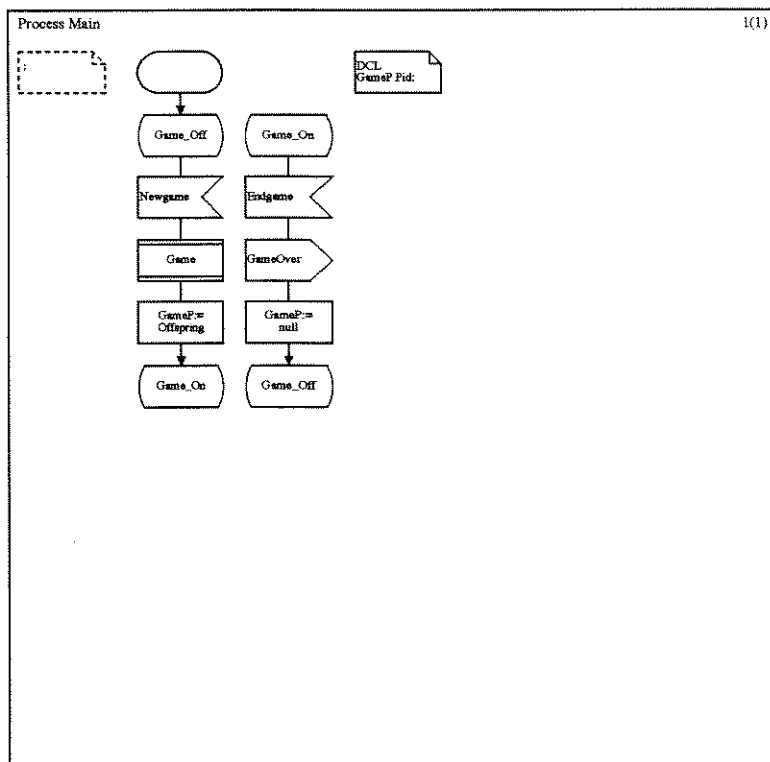 Process Main
1(1)
;
DCL
GameP Pid;
Game_Off
Game_On
Newgame
Endgame
Game
GameOver
GameP:=
Offspring
GameP:=
null
Game_On
Game_Off